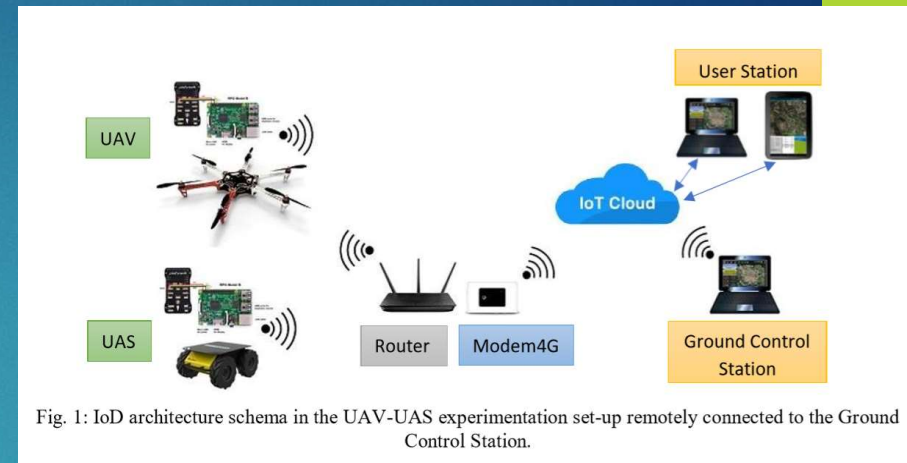 User Station
UAV
IoT Cloud
UAS
Router
Modem4G
Ground Control
Station
Fig. 1: IoD architecture schema in the UAV-UAS experimentation set-up remotely connected to the Ground
Control Station.